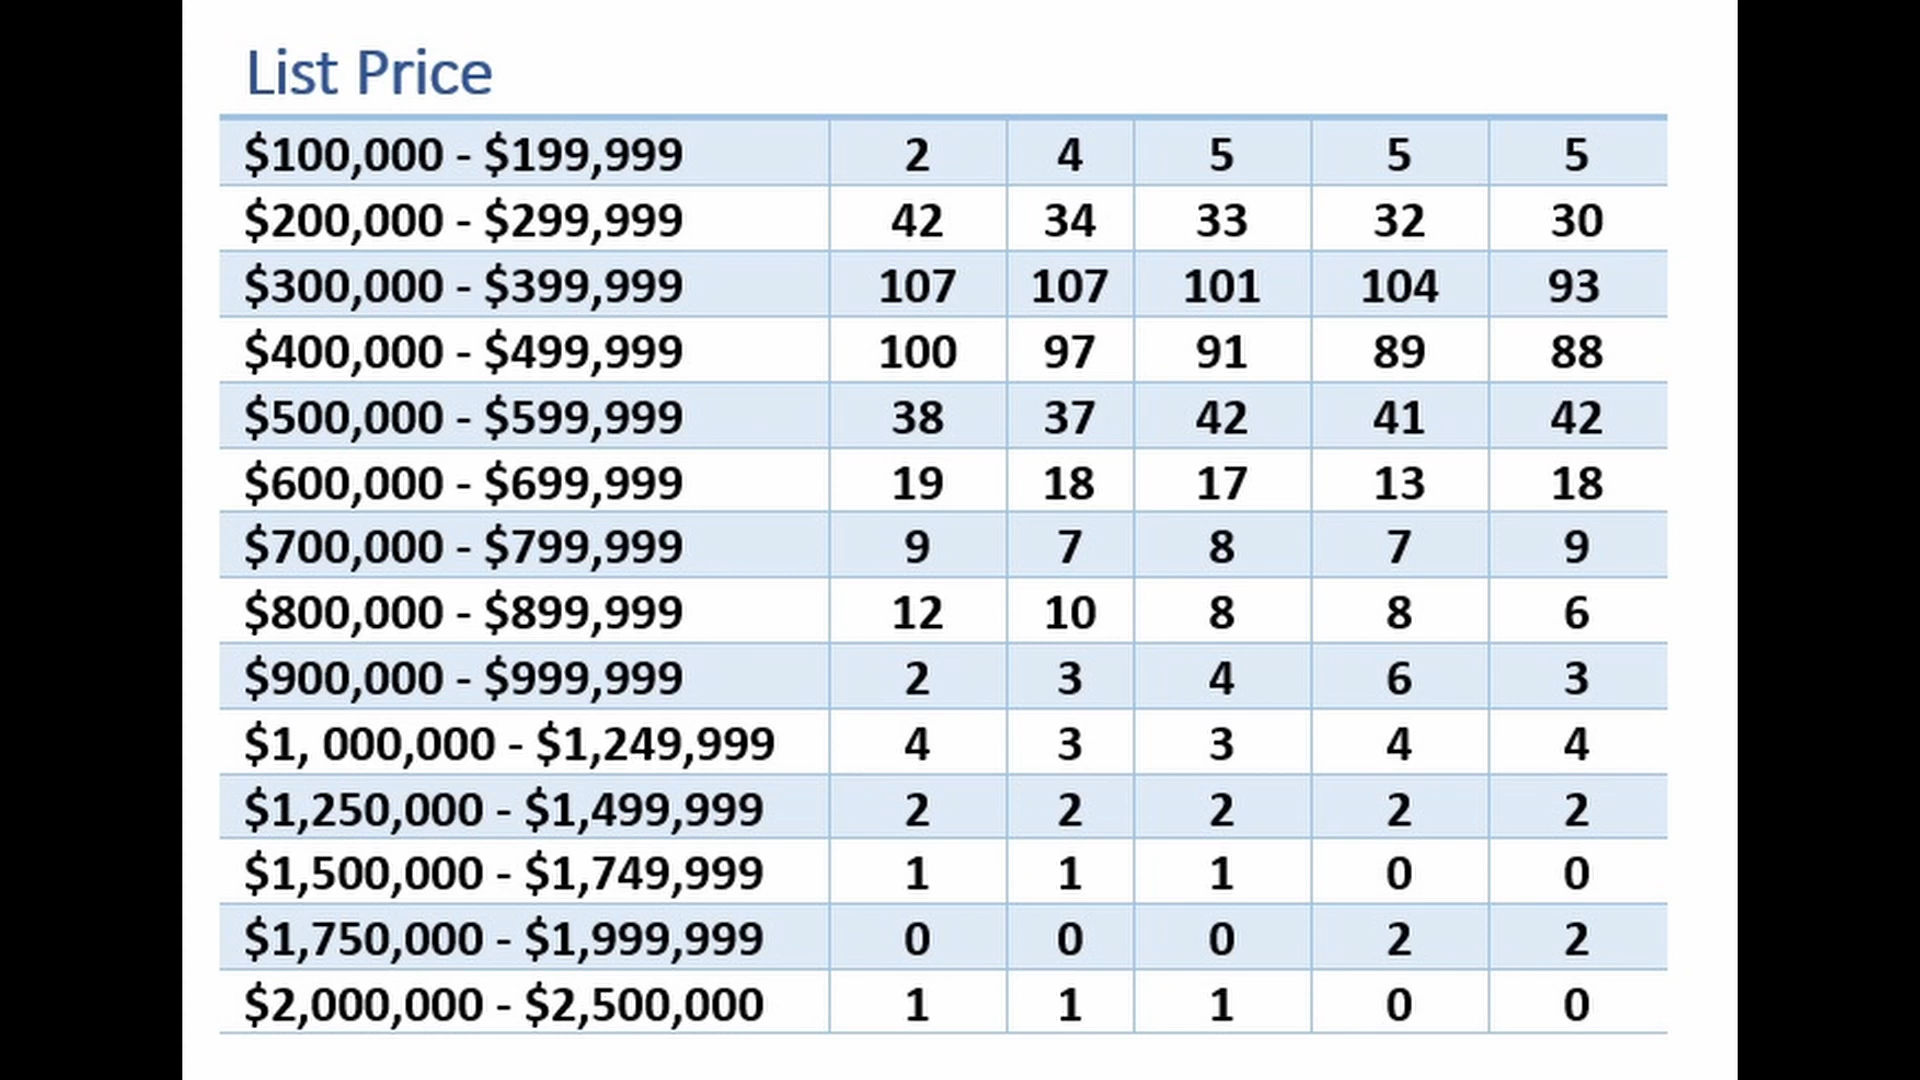 List Price
$100,000 - $199,999 2 4 5 5 5
$200,000 - $299,999 42 34 33 32 30
$300,000 - $399,999 107 107 101 104 93
$400,000 - $499,999 100 97 91 89 88
$500,000 - $599,999 38 37 42 41 42
$600,000 - $699,999 19 18 17 13 18
$700,000 - $799,999 9 7 8 7 9
$800,000 - $899,999 12 10 8 8 6
$900,000 - $999,999 2 3 4 6 3
$1, 000,000 - $1,249,999 4 3 3 4 4
$1,250,000 - $1,499,999 2 2 2 2 2
$1,500,000 - $1,749,999 1 1 1 0 0
$1,750,000 - $1,999,999 0 0 0 2 2
$2,000,000 - $2,500,000 1 1 1 0 0